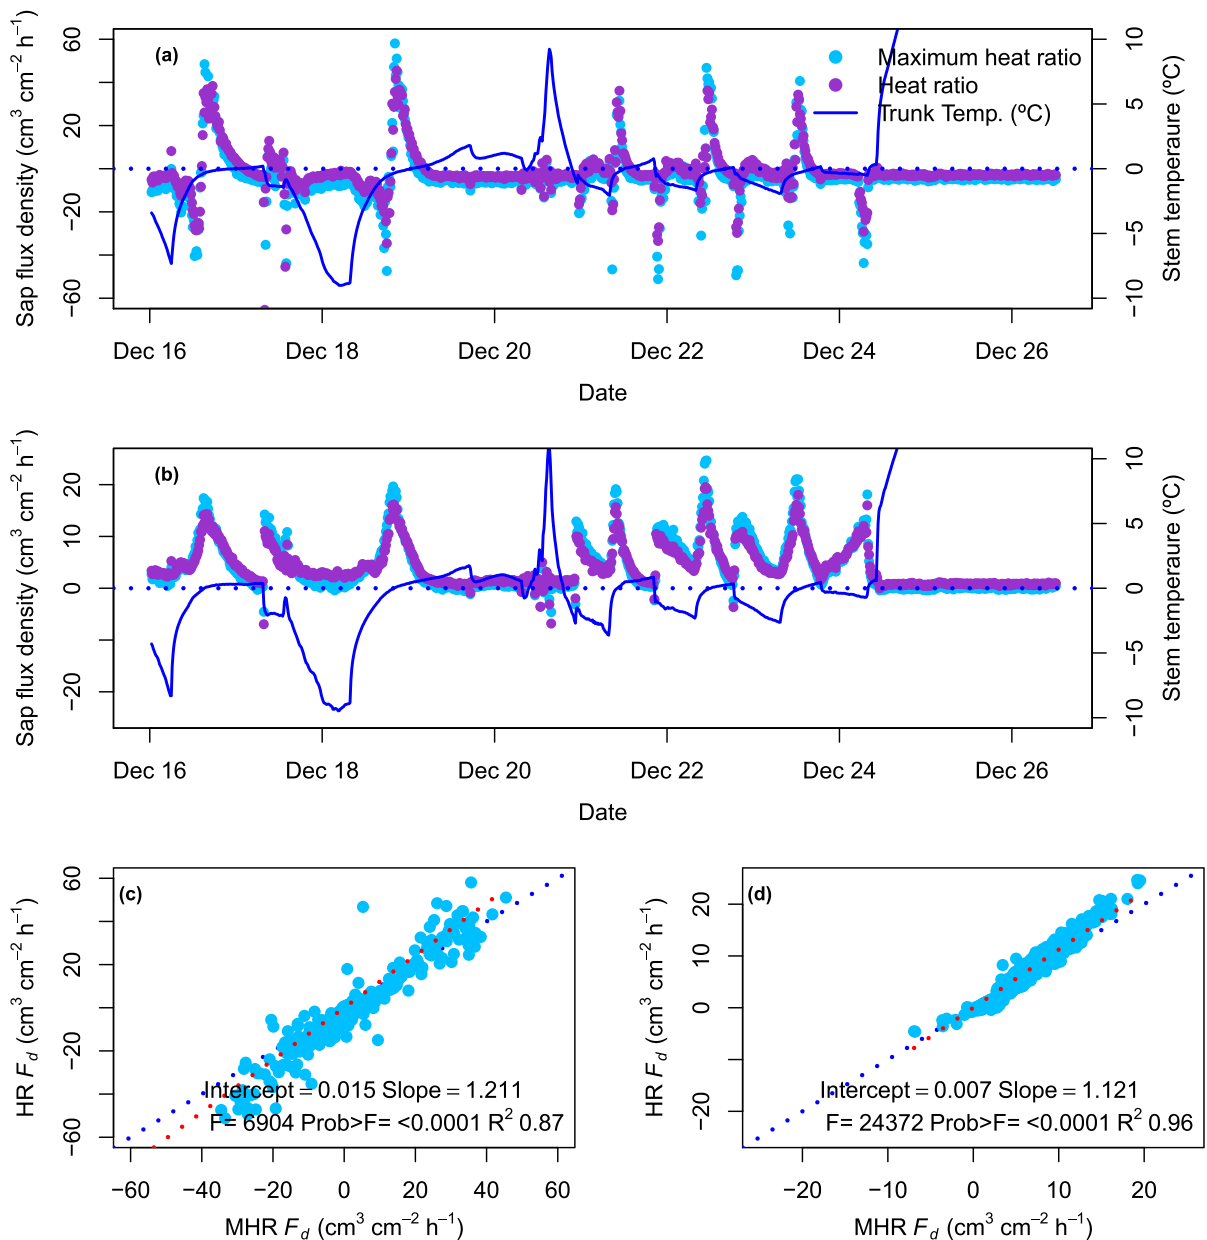 (a)
Maximum heat ratio
Heat ratio
Trunk Temp. (ºC)
Sap flux density (cm³ cm⁻² h⁻¹)
60
20
−20
−60
Stem temperaure (ºC)
10
5
0
−5
−10
Dec 16 Dec 18 Dec 20 Dec 22 Dec 24 Dec 26
Date
(b)
Sap flux density (cm³ cm⁻² h⁻¹)
20
10
0
−20
Stem temperaure (ºC)
10
5
0
−5
−10
Dec 16 Dec 18 Dec 20 Dec 22 Dec 24 Dec 26
Date
(c)
HR F_d (cm³ cm⁻² h⁻¹)
60
20
−20
−60
Intercept = 0.015 Slope = 1.211
F= 6904 Prob>F= <0.0001 R² 0.87
−60 −40 −20 0 20 40 60
MHR F_d (cm³ cm⁻² h⁻¹)
(d)
HR F_d (cm³ cm⁻² h⁻¹)
20
10
0
−20
Intercept = 0.007 Slope = 1.121
F= 24372 Prob>F= <0.0001 R² 0.96
−20 −10 0 10 20
MHR F_d (cm³ cm⁻² h⁻¹)